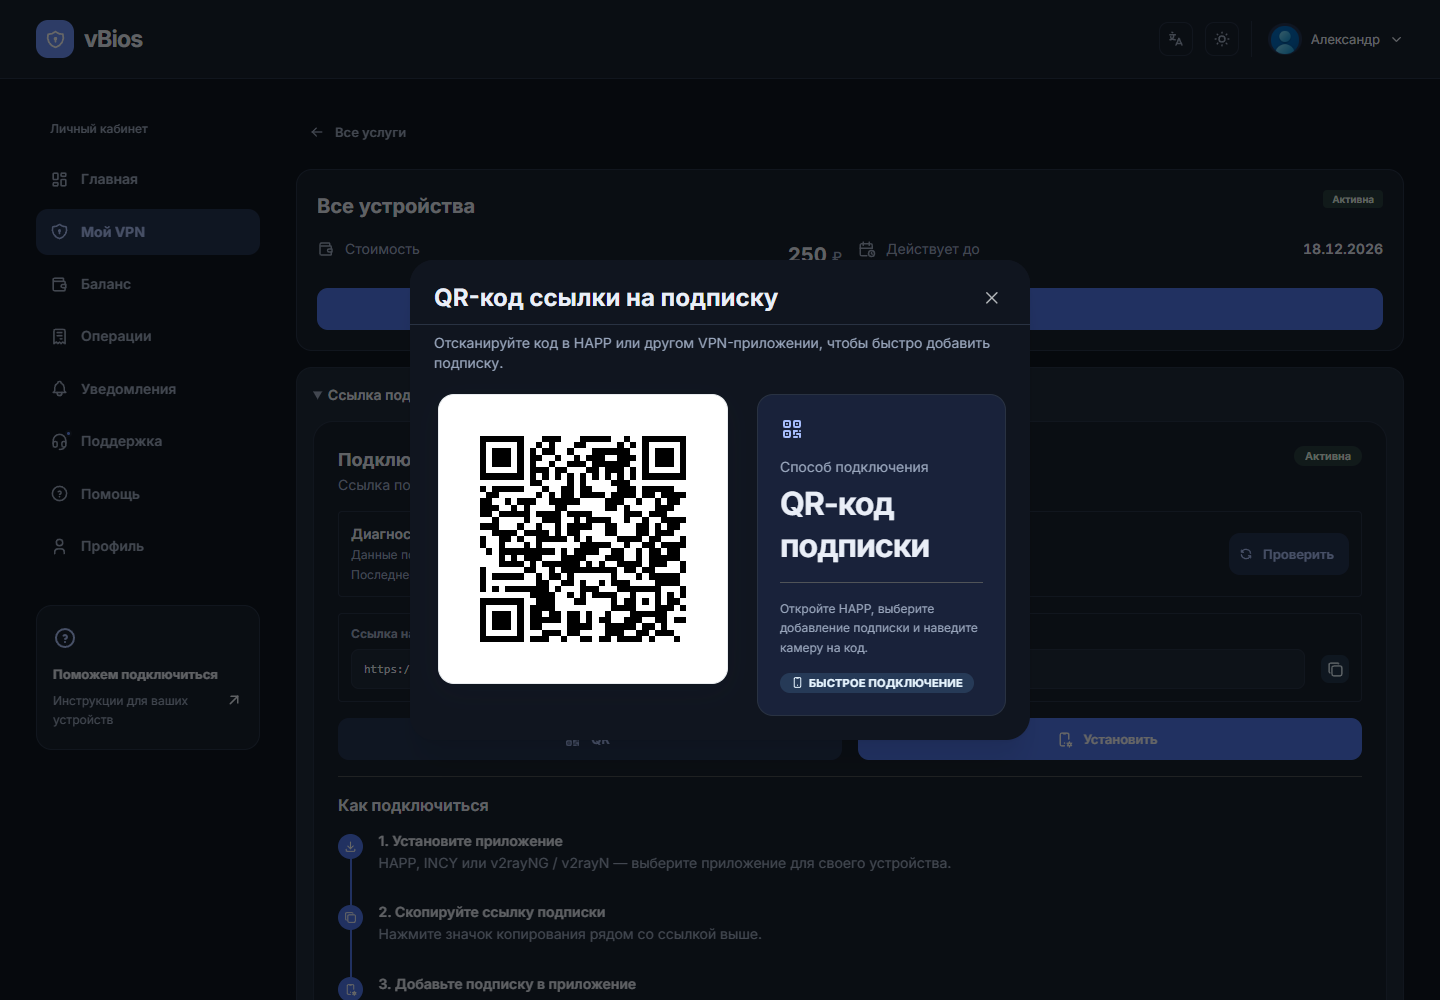 vBios
Александр
Личный кабинет
Главная
Мой VPN
Баланс
Операции
Уведомления
Поддержка
Помощь
Профиль
Поможем подключиться
Инструкции для ваших
устройств
Все услуги
Все устройства
Активна
Стоимость
250 ₽
Действует до
18.12.2026
QR-код ссылки на подписку
Отсканируйте код в HAPP или другом VPN-приложении, чтобы быстро добавить
подписку.
Способ подключения
QR-код
подписки
Откройте HAPP, выберите
добавление подписки и наведите
камеру на код.
БЫСТРОЕ ПОДКЛЮЧЕНИЕ
Ссылка под
Подклю
Активна
Ссылка по
Диагнос
Данные п
Последне
Проверить
Ссылка на
https:/
QR
Установить
Как подключиться
1. Установите приложение
HAPP, INCY или v2rayNG / v2rayN — выберите приложение для своего устройства.
2. Скопируйте ссылку подписки
Нажмите значок копирования рядом со ссылкой выше.
3. Добавьте подписку в приложение